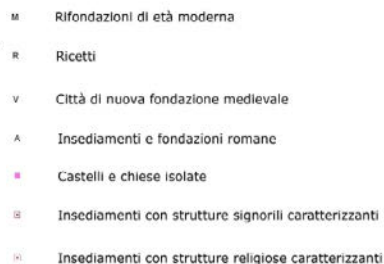 M Rifondazioni di età moderna
R Ricetti
V Città di nuova fondazione medievale
A Insediamenti e fondazioni romane
Castelli e chiese isolate
Insediamenti con strutture signorili caratterizzanti
Insediamenti con strutture religiose caratterizzanti